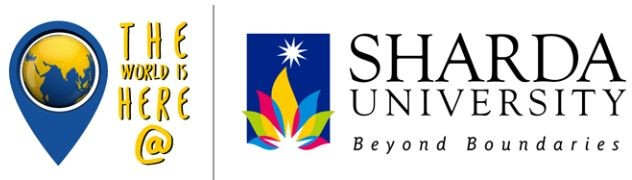 THE
WORLD IS
HERE
@
SHARDA
UNIVERSITY
Beyond Boundaries